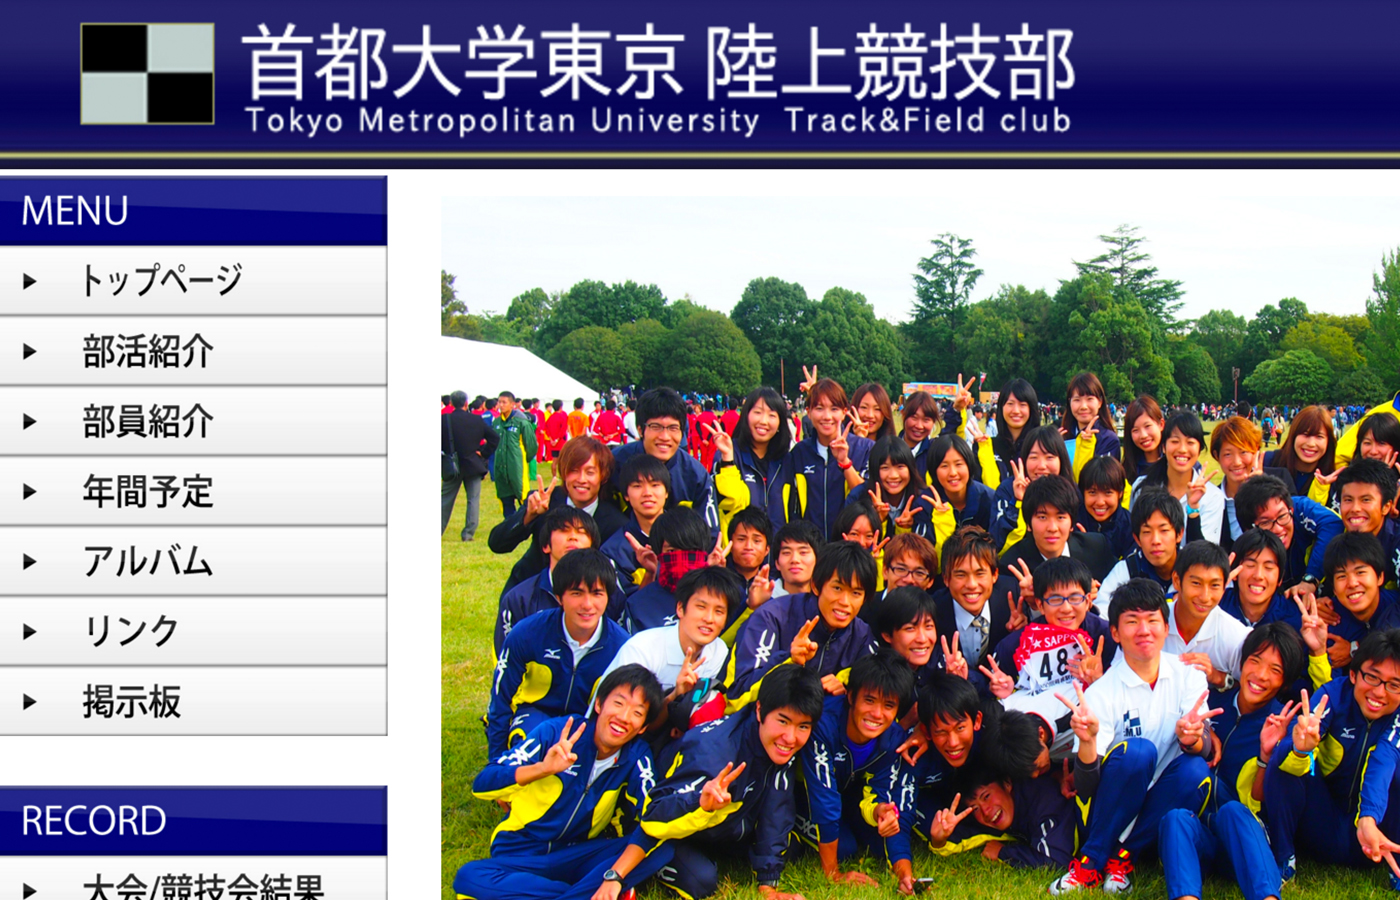 首都大学東京 陸上競技部
Tokyo Metropolitan University Track&Field club
MENU
トップページ
部活紹介
部員紹介
年間予定
アルバム
リンク
掲示板
RECORD
大会/競技会結果
483